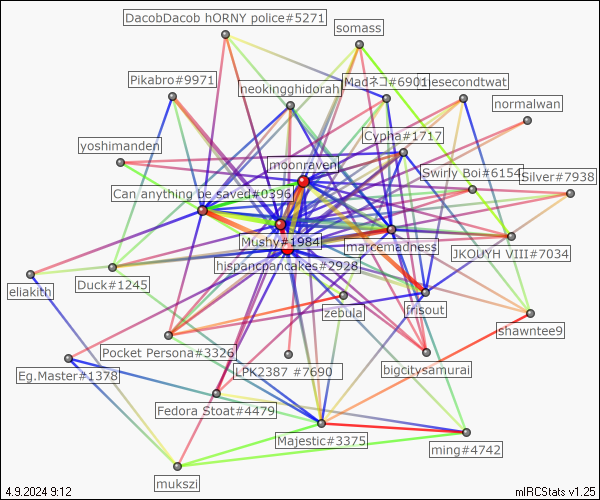 DacobDacob hORNY police#5271
somass
Pikabro#9971
neokingghidorah
Madネコ#6901
esecondtwat
normalwan
Cypha#1717
yoshimanden
moonraven
Swirly Boi#6154
Silver#7938
Can anything be saved#0396
Mushy#1984
marcemadness
JKOUYH VIII#7034
hispancpancakes#2928
eliakith
Duck#1245
zebula
frisout
shawntee9
Pocket Persona#3326
LPK2387 #7690
bigcitysamurai
Eg.Master#1378
Fedora Stoat#4479
Majestic#3375
ming#4742
mukszi
4.9.2024 9:12
mIRCStats v1.25